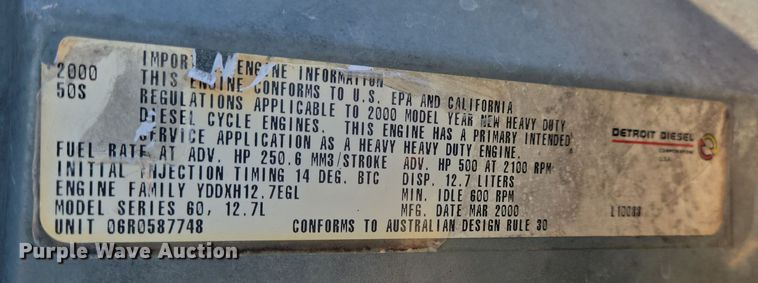 2000
50S
IMPOR ENGINE INFORMATION
THIS ENGINE CONFORMS TO U.S. EPA AND CALIFORNIA
REGULATIONS APPLICABLE TO 2000 MODEL YEAR NEW HEAVY DUTY
DIESEL CYCLE ENGINES. THIS ENGINE HAS A PRIMARY INTENDED
SERVICE APPLICATION AS A HEAVY HEAVY DUTY ENGINE.
FUEL RATE AT ADV. HP 250.6 MM3/STROKE ADV. HP 500 AT 2100 RPM
INITIAL INJECTION TIMING 14 DEG. BTC DISP. 12.7 LITERS
ENGINE FAMILY YDDXH12.7EGL MIN. IDLE 600 RPM
MODEL SERIES 60, 12.7L MFG. DATE MAR 2000
UNIT 06R0587748 CONFORMS TO AUSTRALIAN DESIGN RULE 30
DETROIT DIESEL
CORPORATION
U.S.A.
Purple Wave Auction